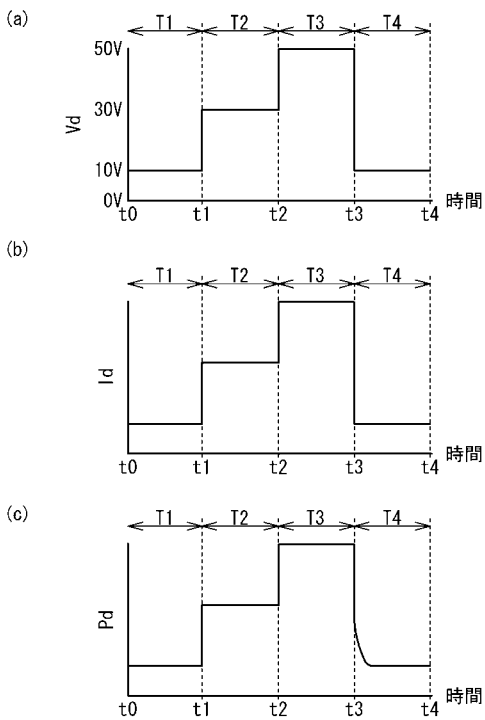 (a)
T1 T2 T3 T4
50V
30V
10V
0V
Vd
t0 t1 t2 t3 t4 時間
(b)
T1 T2 T3 T4
Id
t0 t1 t2 t3 t4 時間
(c)
T1 T2 T3 T4
Pd
t0 t1 t2 t3 t4 時間